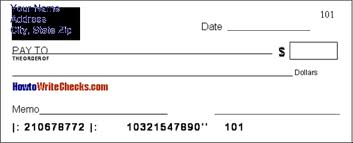 Your Name
Address
City, State Zip
101
Date
PAY TO
THE ORDER OF
$
Dollars
HowtoWriteChecks.com
Memo
|: 210678772 |: 10321547890" 101